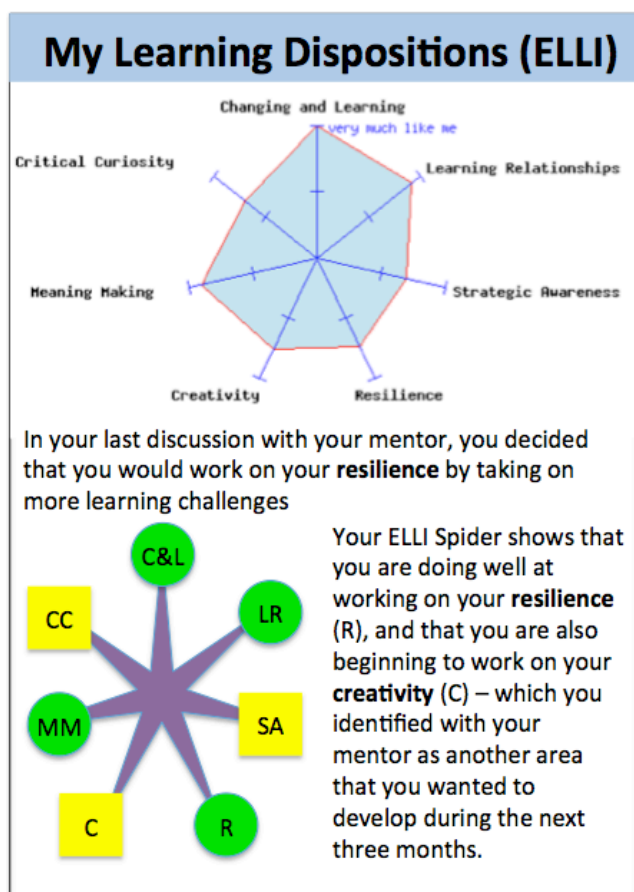 My Learning Dispositions (ELLI)
Changing and Learning
very much like me
Critical Curiosity
Learning Relationships
Meaning Making
Strategic Awareness
Creativity
Resilience
In your last discussion with your mentor, you decided
that you would work on your resilience by taking on
more learning challenges
C&L
CC
LR
MM
SA
C
R
Your ELLI Spider shows that
you are doing well at
working on your resilience
(R), and that you are also
beginning to work on your
creativity (C) – which you
identified with your
mentor as another area
that you wanted to
develop during the next
three months.